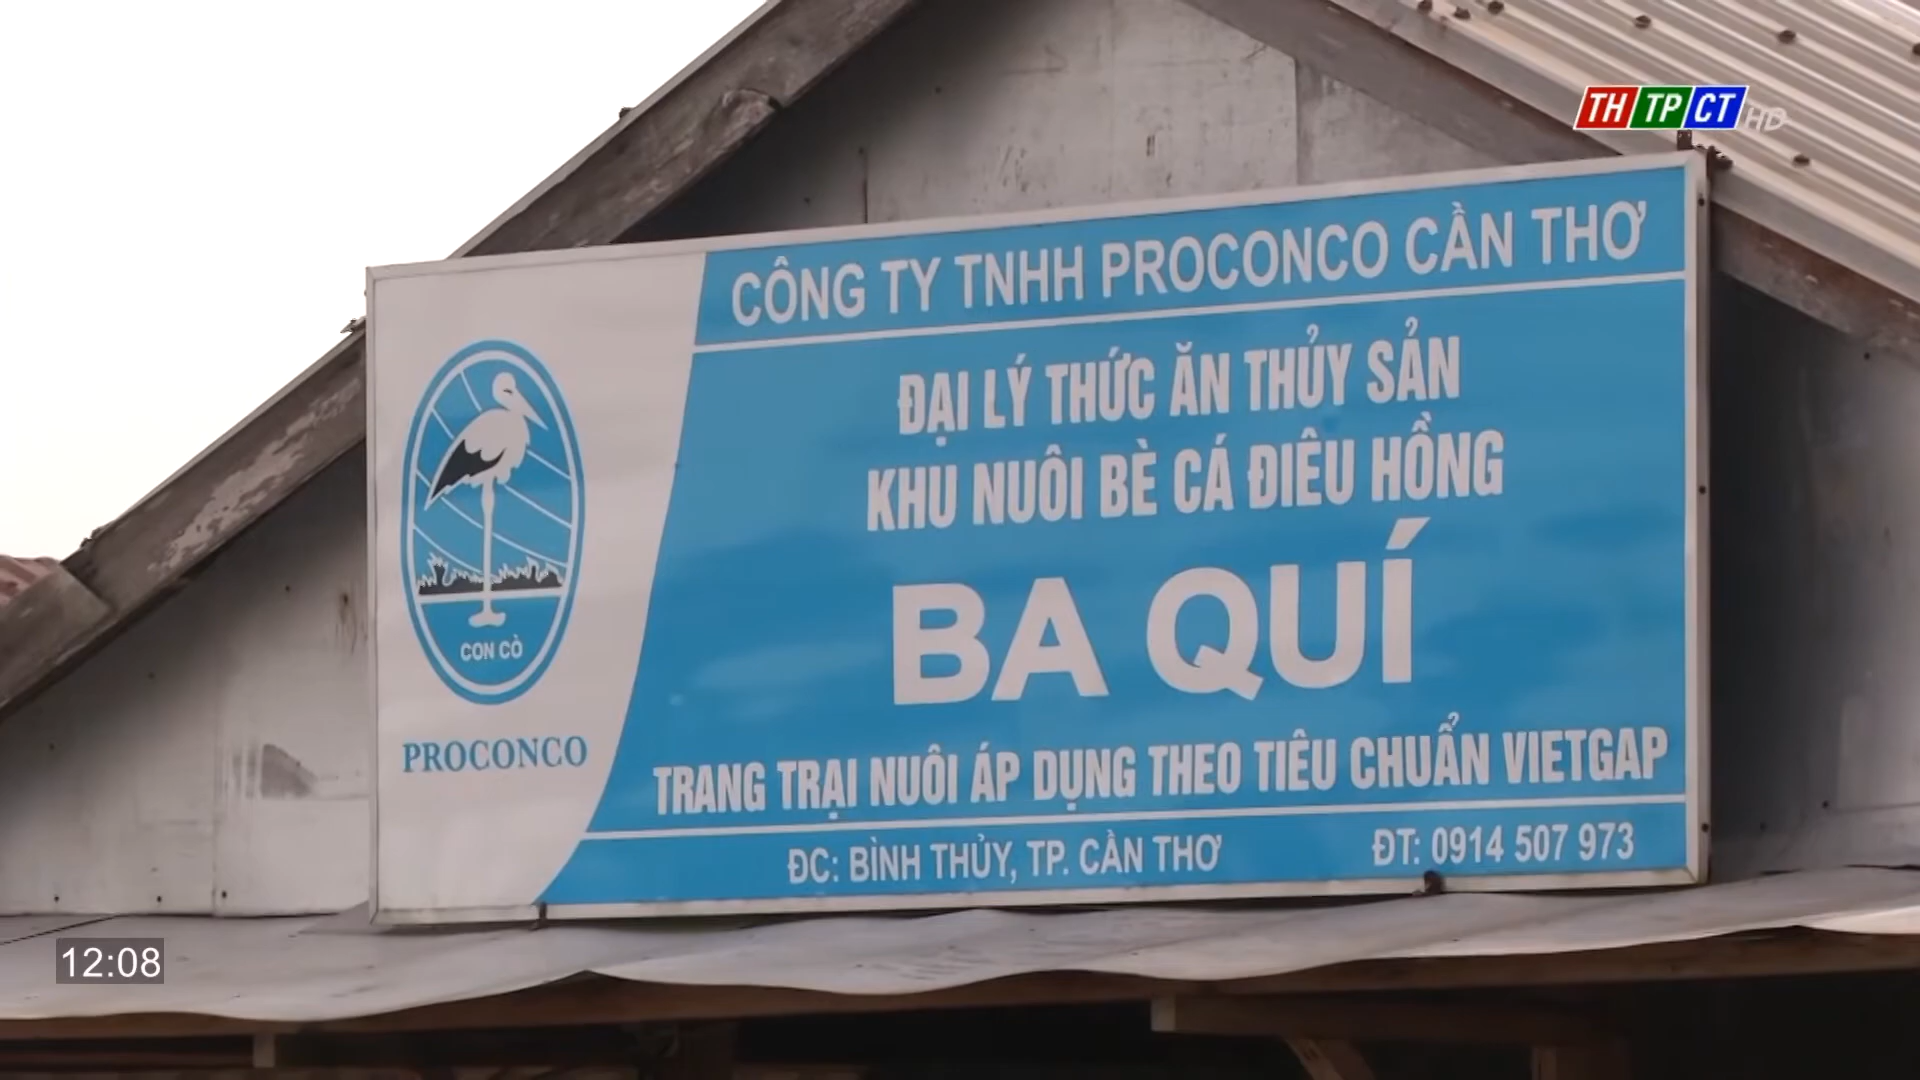 THTPCT HD
CÔNG TY TNHH PROCONCO CẦN THƠ
ĐẠI LÝ THỨC ĂN THỦY SẢN
KHU NUÔI BÈ CÁ ĐIÊU HỒNG
BA QUÍ
CON CÒ
PROCONCO
TRANG TRẠI NUÔI ÁP DỤNG THEO TIÊU CHUẨN VIETGAP
ĐC: BÌNH THỦY, TP. CẦN THƠ ĐT: 0914 507 973
12:08